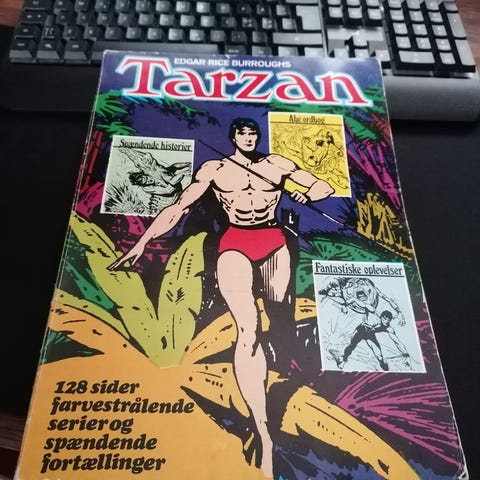 EDGAR RICE BURROUGHS
Tarzan
Abe ordbog
Spændende historier
Fantastiske oplevelser
128 sider
farvestrålende
serier og
spændende
fortællinger